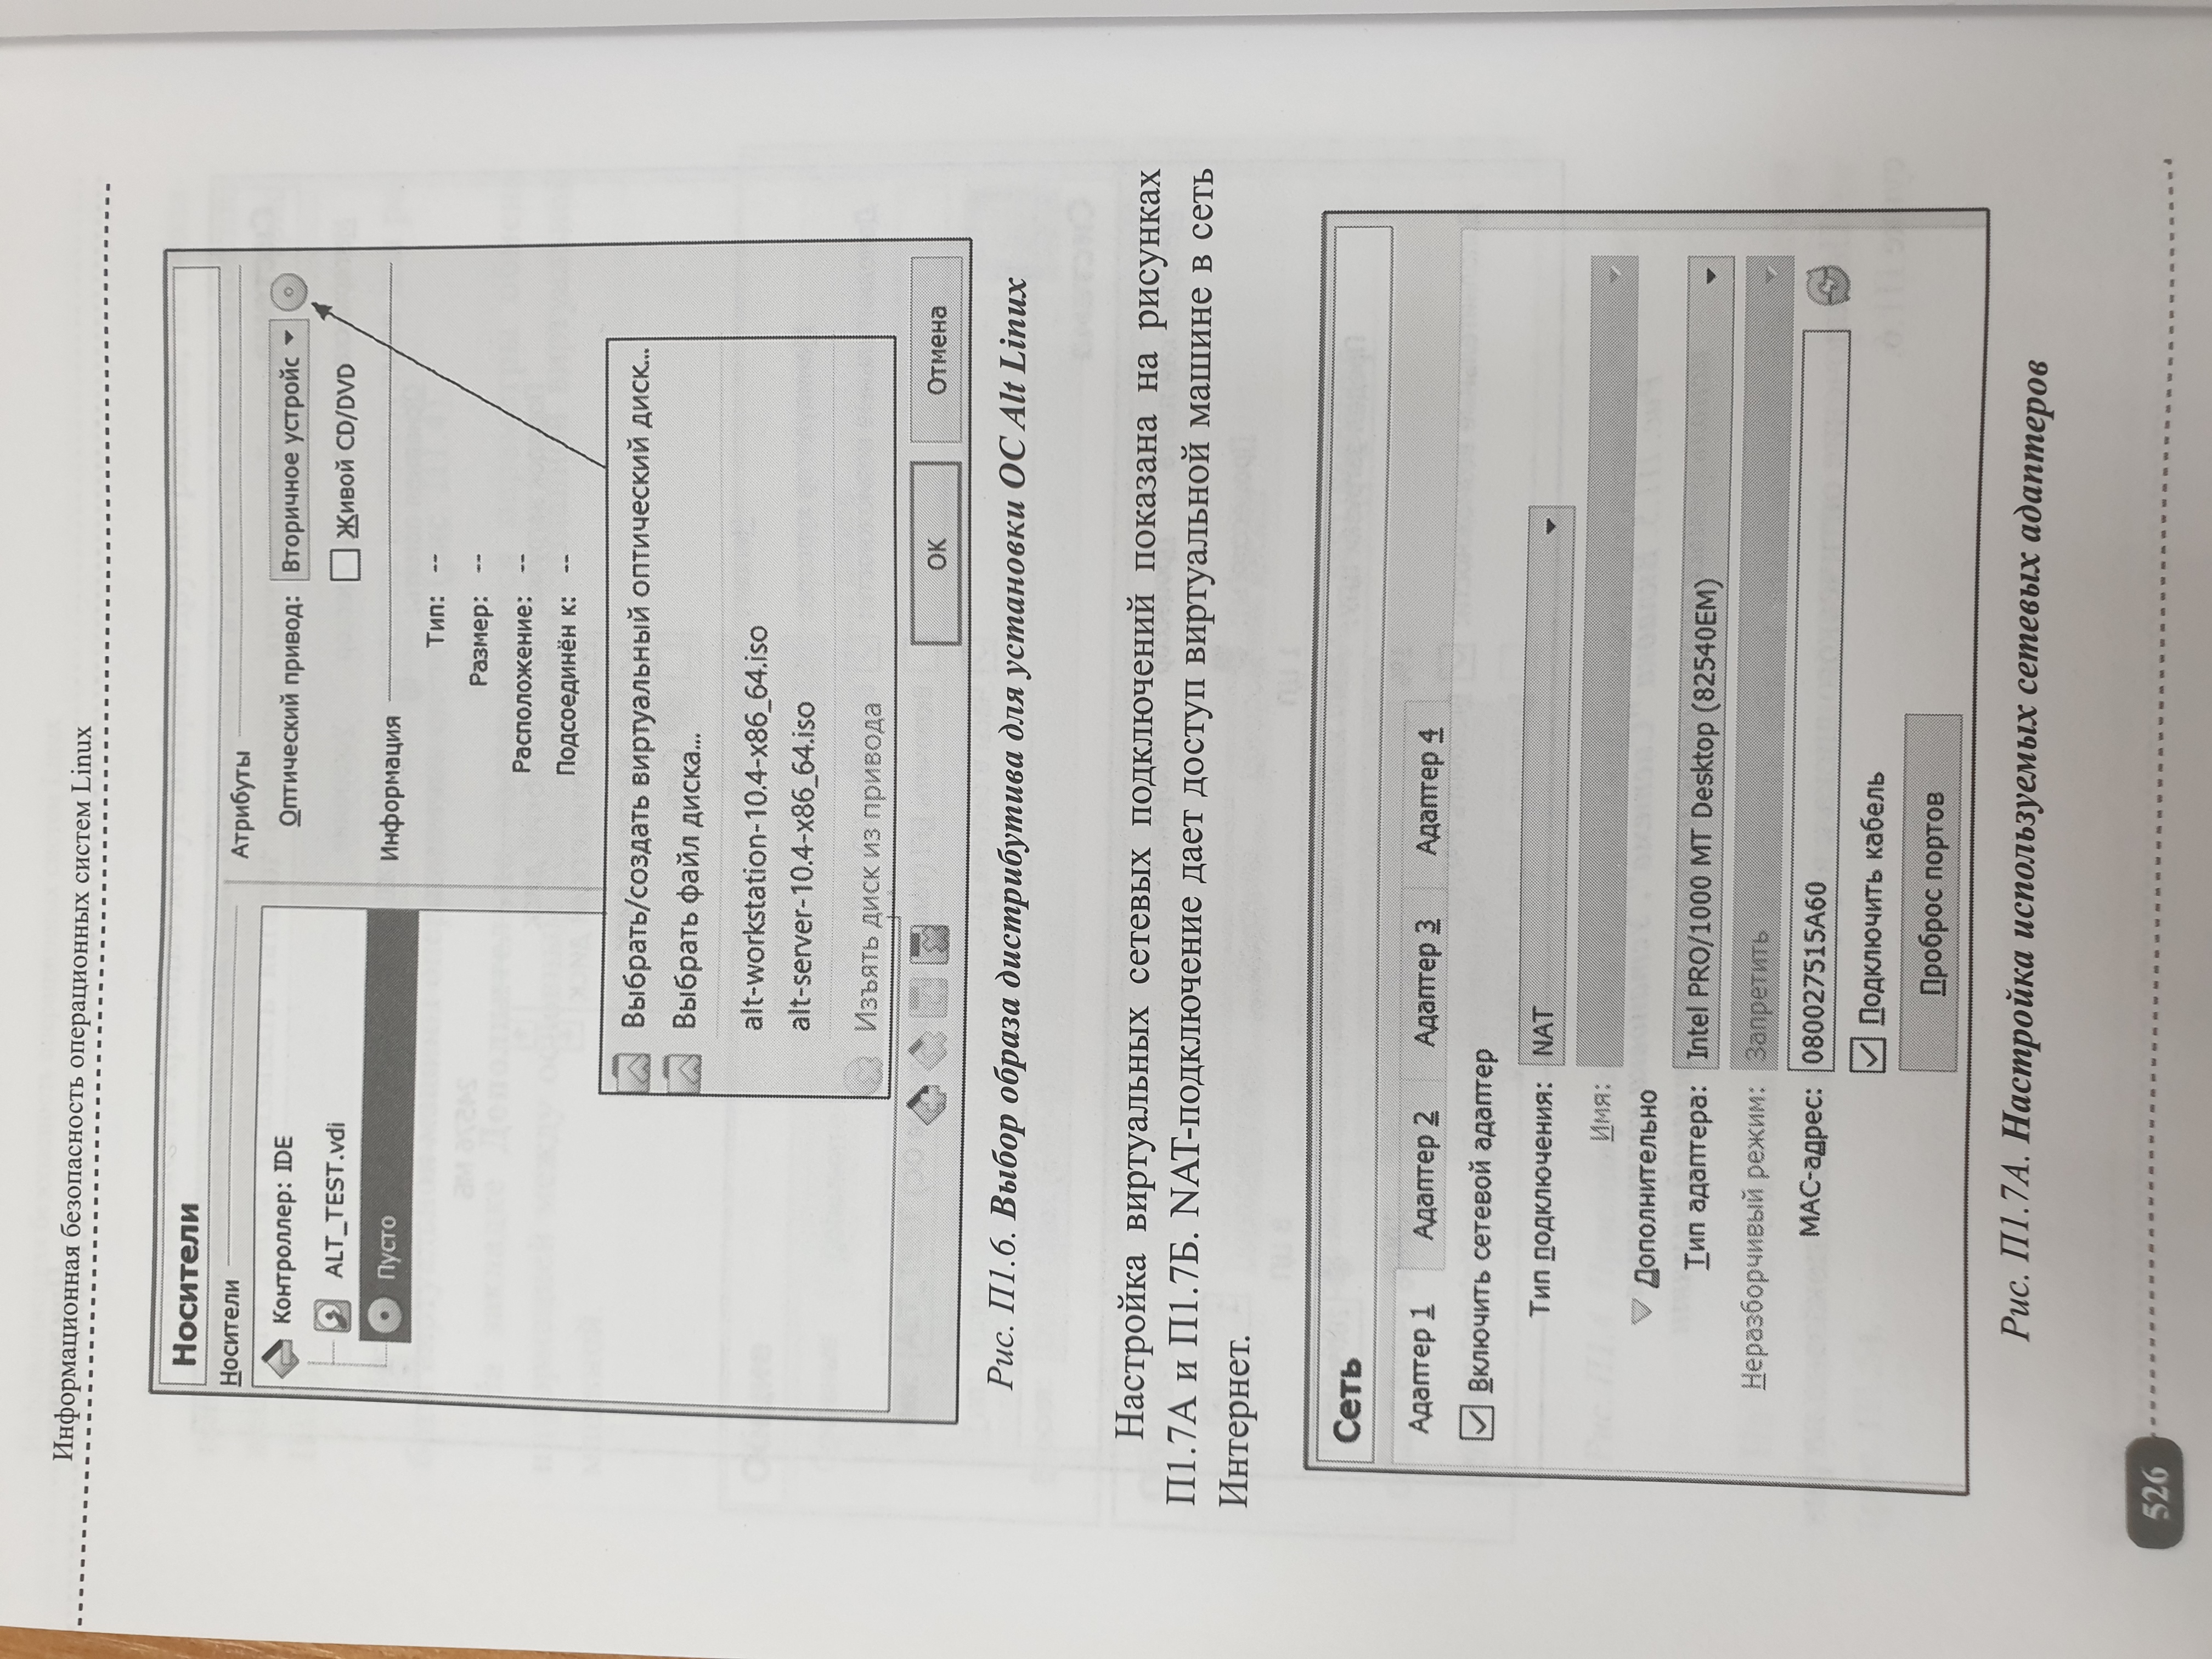 Информационная безопасность операционных систем Linux
Носители
Носители
Контроллер: IDE
ALT_TEST.vdi
Пусто
Атрибуты
Оптический привод: Вторичное устройс
Живой CD/DVD
Информация
Тип: --
Размер: --
Расположение: --
Подсоединён к: --
Выбрать/создать виртуальный оптический диск...
Выбрать файл диска...
alt-workstation-10.4-x86_64.iso
alt-server-10.4-x86_64.iso
Изъять диск из привода
OK Отмена
Рис. П1.6. Выбор образа дистрибутива для установки ОС Alt Linux
Настройка виртуальных сетевых подключений показана на рисунках
П1.7А и П1.7Б. NAT-подключение дает доступ виртуальной машине в сеть
Интернет.
Сеть
Адаптер 1 Адаптер 2 Адаптер 3 Адаптер 4
Включить сетевой адаптер
Тип подключения: NAT
Имя:
Дополнительно
Тип адаптера: Intel PRO/1000 MT Desktop (82540EM)
Неразборчивый режим: Запретить
MAC-адрес: 080027515A60
Подключить кабель
Проброс портов
Рис. П1.7А. Настройка используемых сетевых адаптеров
526